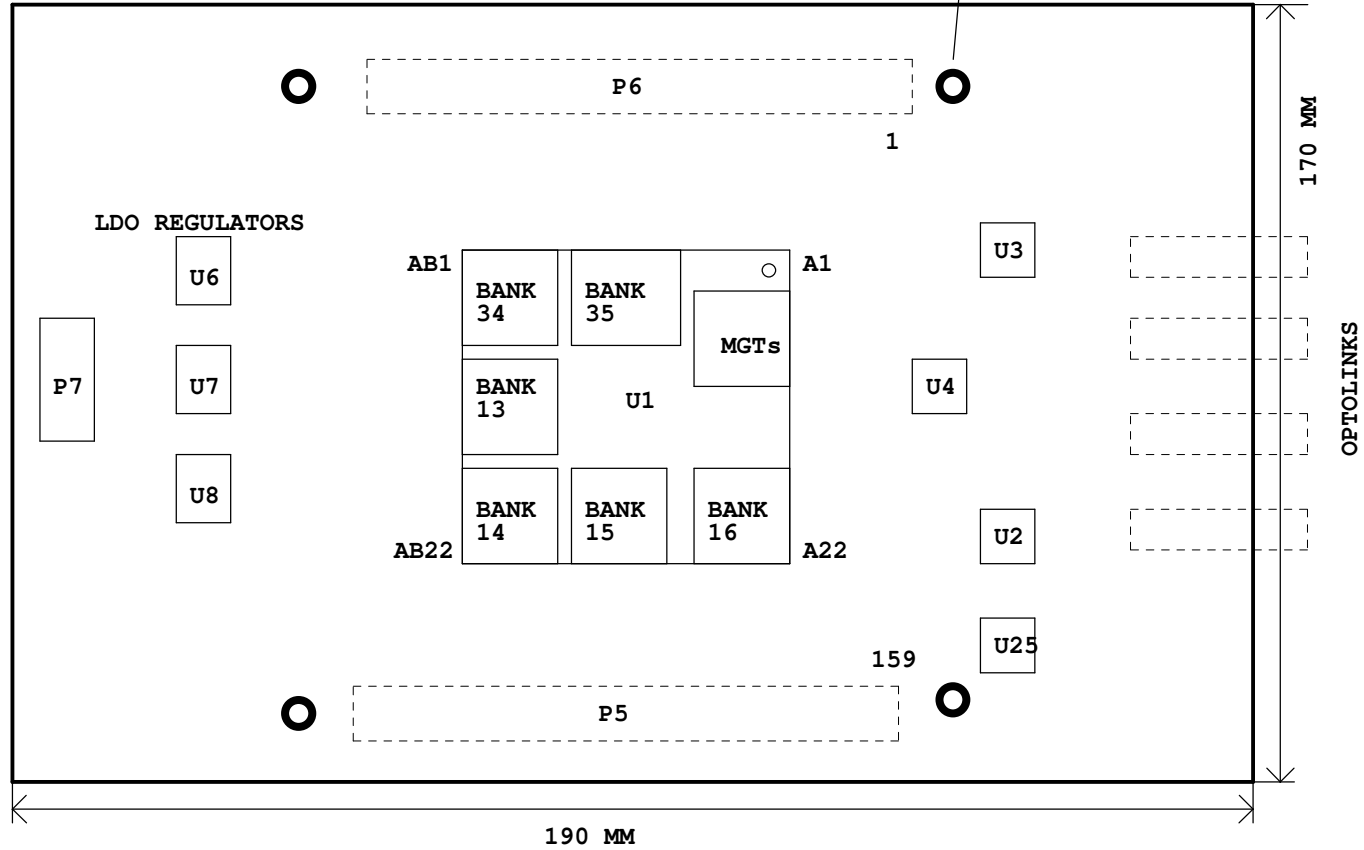 P6
1
170 MM
LDO REGULATORS
U6
AB1
A1
U3
BANK
34
BANK
35
MGTs
P7
U7
BANK
13
U1
U4
OPTOLINKS
U8
BANK
14
BANK
15
BANK
16
U2
AB22
A22
159
U25
P5
190 MM